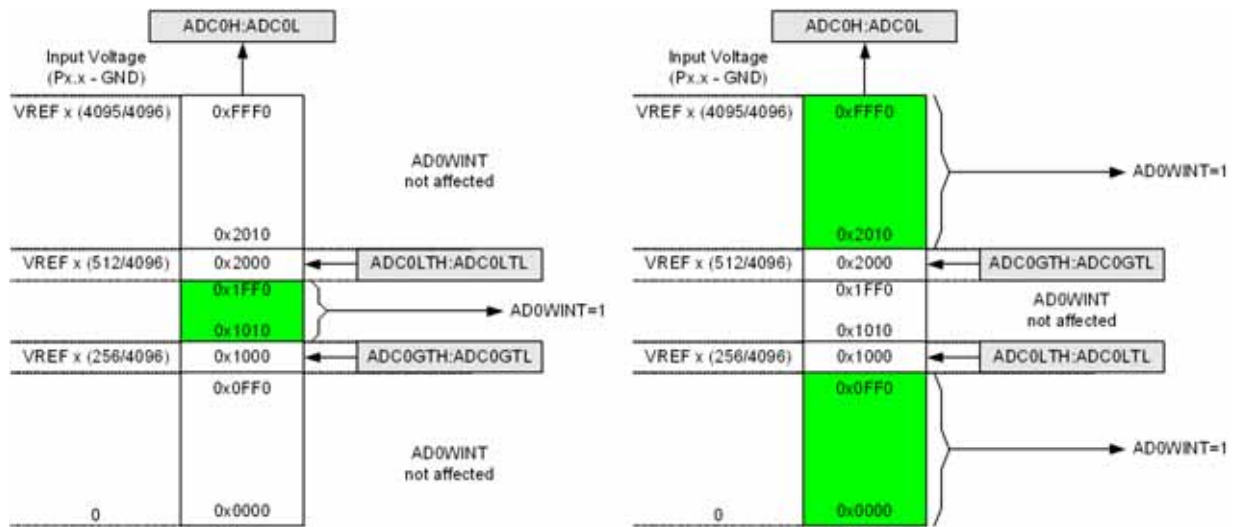 ADC0H:ADC0L
Input Voltage
(Px.x - GND)
VREF x (4095/4096)
0xFFF0
AD0WINT
not affected
0x2010
VREF x (512/4096)
0x2000
ADC0LTH:ADC0LTL
0x1FF0
AD0WINT=1
0x1010
VREF x (256/4096)
0x1000
ADC0GTH:ADC0GTL
0x0FF0
AD0WINT
not affected
0
0x0000
ADC0H:ADC0L
Input Voltage
(Px.x - GND)
VREF x (4095/4096)
0xFFF0
AD0WINT=1
0x2010
VREF x (512/4096)
0x2000
ADC0GTH:ADC0GTL
0x1FF0
AD0WINT
not affected
0x1010
VREF x (256/4096)
0x1000
ADC0LTH:ADC0LTL
0x0FF0
AD0WINT=1
0
0x0000